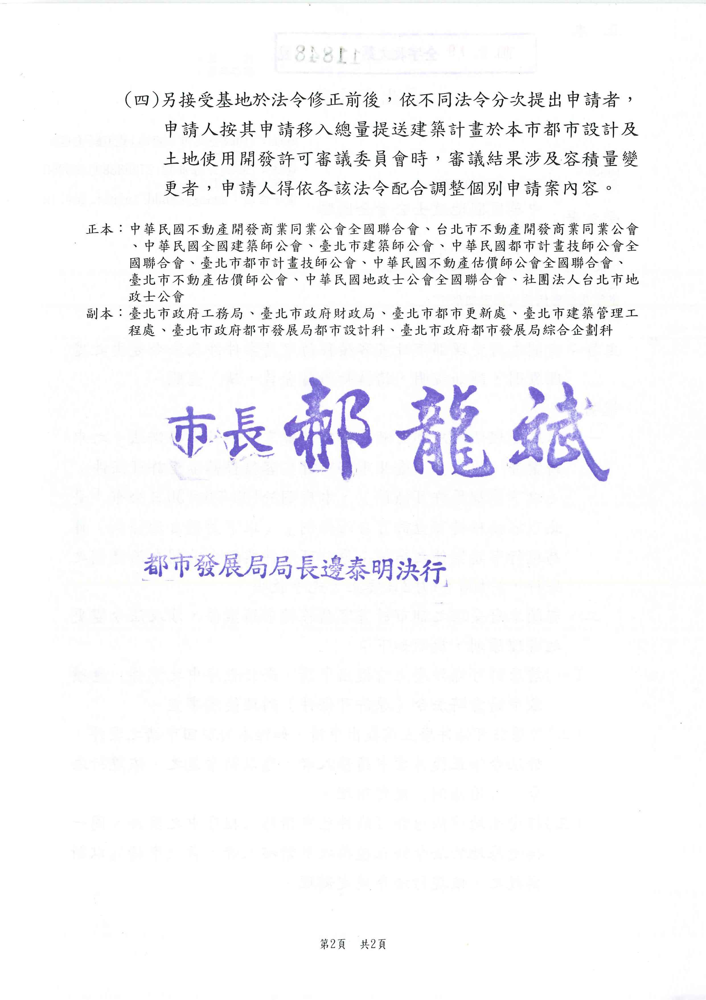 (四)另接受基地於法令修正前後，依不同法令分次提出申請者，
申請人按其申請移入總量提送建築計畫於本市都市設計及
土地使用開發許可審議委員會時，審議結果涉及容積量變
更者，申請人得依各該法令配合調整個別申請案內容。
正本：中華民國不動產開發商業同業公會全國聯合會、台北市不動產開發商業同業公會
、中華民國全國建築師公會、臺北市建築師公會、中華民國都市計畫技師公會全
國聯合會、臺北市都市計畫技師公會、中華民國不動產估價師公會全國聯合會、
臺北市不動產估價師公會、中華民國地政士公會全國聯合會、社團法人台北市地
政士公會
副本：臺北市政府工務局、臺北市政府財政局、臺北市都市更新處、臺北市建築管理工
程處、臺北市政府都市發展局都市設計科、臺北市政府都市發展局綜合企劃科
市長郝龍斌
都市發展局局長邊泰明決行
第2頁 共2頁